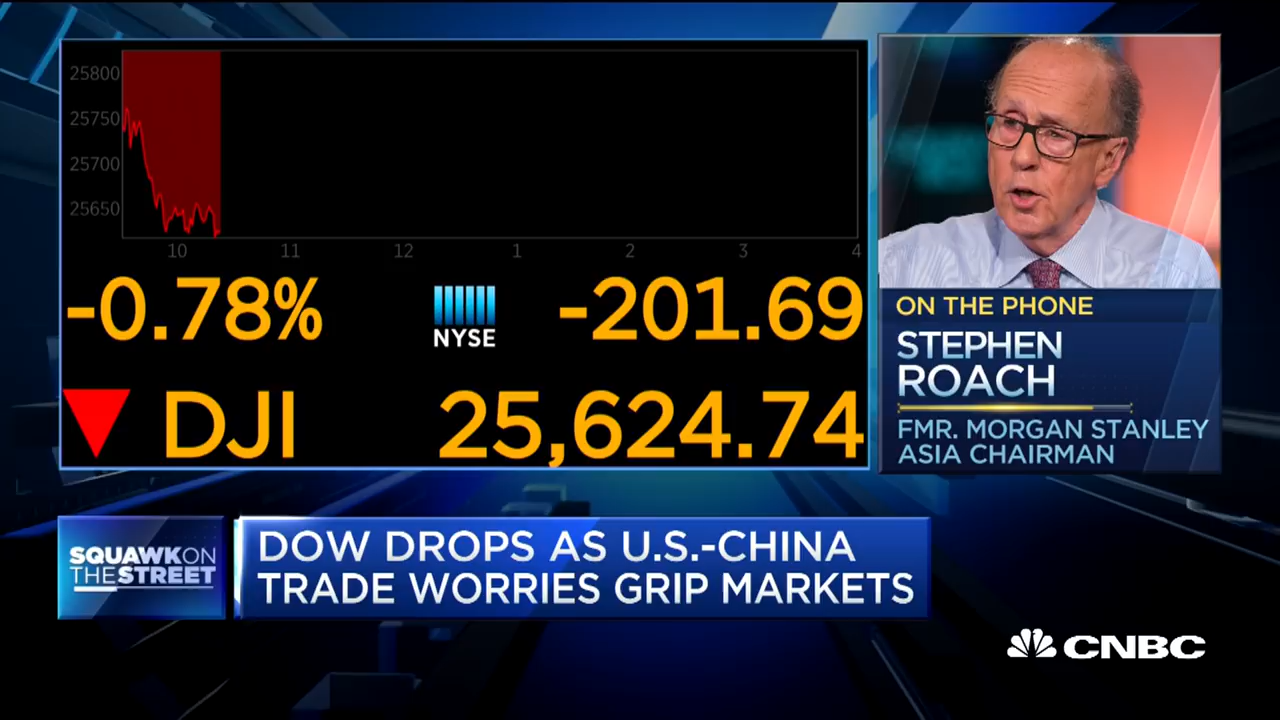 25800
25750
25700
25650
10 11 12 1 2 3 4
-0.78% NYSE -201.69
DJI 25,624.74
ON THE PHONE
STEPHEN
ROACH
FMR. MORGAN STANLEY
ASIA CHAIRMAN
SQUAWK ON
THE STREET
DOW DROPS AS U.S.-CHINA
TRADE WORRIES GRIP MARKETS
CNBC